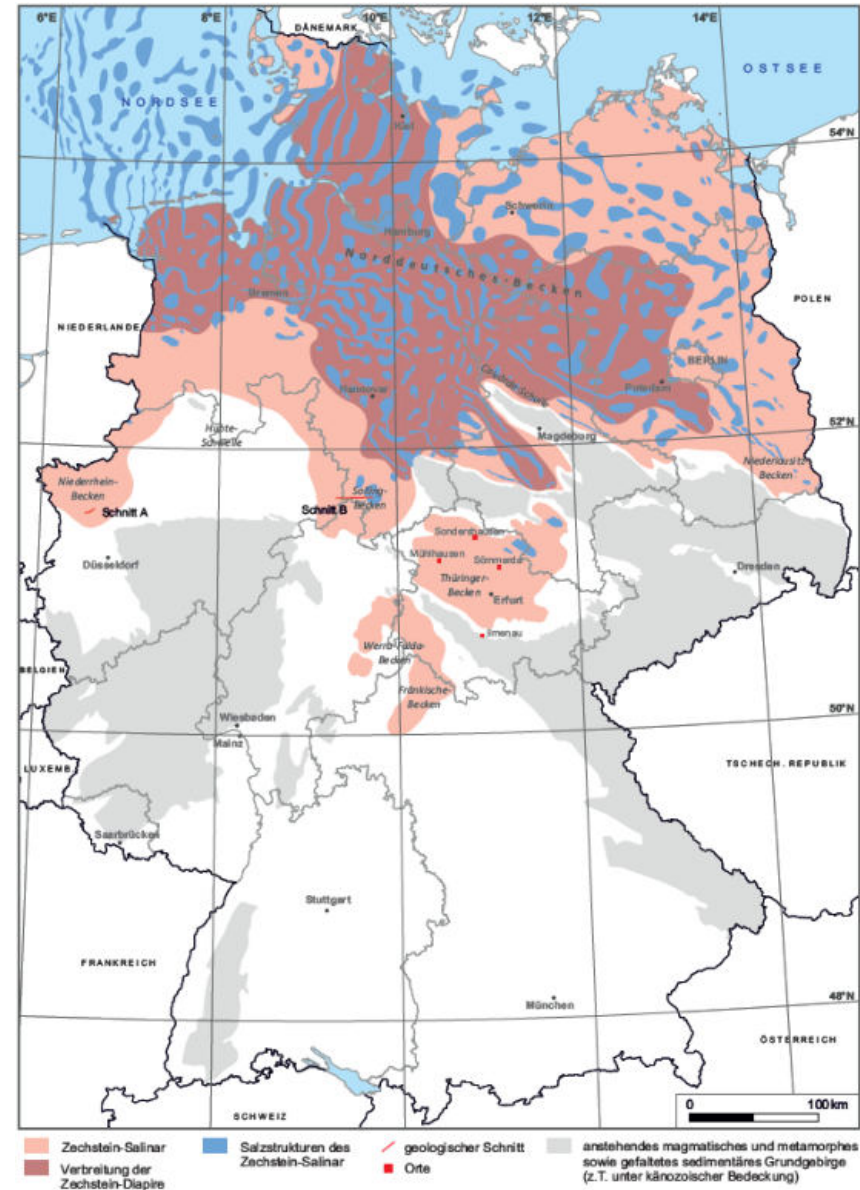 6°E
8°E
10°E
12°E
14°E
DÄNEMARK
OSTSEE
NORDSEE
Kiel
54°N
Schwerin
Hamburg
Norddeutsches-Becken
Bremen
POLEN
NIEDERLANDE
BERLIN
Potsdam
Hannover
Calvörde-Scholle
Magdeburg
52°N
Hunte-
Schwelle
Niederrhein-
Becken
Niederlausitz-
Becken
Solling-
Becken
Schnitt A
Schnitt B
Sondershausen
Mühlhausen
Sömmerda
Düsseldorf
Thüringer-
Becken
Dresden
Erfurt
Ilmenau
Werra-Fulda-
Becken
BELGIEN
Fränkische-
Becken
Wiesbaden
50°N
Mainz
LUXEMB.
TSCHECH. REPUBLIK
Saarbrücken
Stuttgart
FRANKREICH
München
48°N
ÖSTERREICH
SCHWEIZ
0 100 km
Zechstein-Salinar
Verbreitung der
Zechstein-Diapire
Salzstrukturen des
Zechstein-Salinar
geologischer Schnitt
Orte
anstehendes magmatisches und metamorphes
sowie gefaltetes sedimentäres Grundgebirge
(z.T. unter känozoischer Bedeckung)